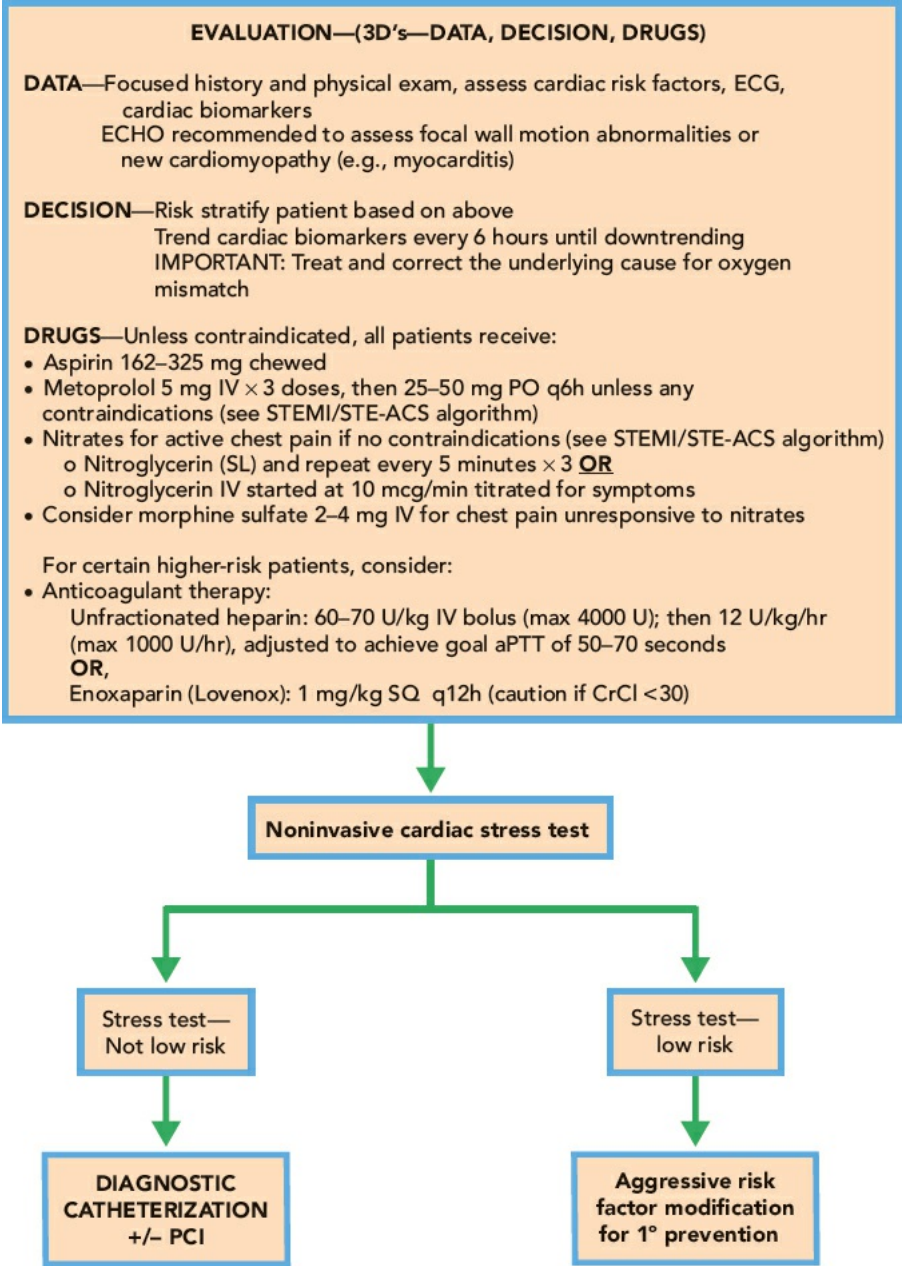 EVALUATION—(3D's—DATA, DECISION, DRUGS)
DATA—Focused history and physical exam, assess cardiac risk factors, ECG,
cardiac biomarkers
ECHO recommended to assess focal wall motion abnormalities or
new cardiomyopathy (e.g., myocarditis)
DECISION—Risk stratify patient based on above
Trend cardiac biomarkers every 6 hours until downtrending
IMPORTANT: Treat and correct the underlying cause for oxygen
mismatch
DRUGS—Unless contraindicated, all patients receive:
• Aspirin 162–325 mg chewed
• Metoprolol 5 mg IV × 3 doses, then 25–50 mg PO q6h unless any
contraindications (see STEMI/STE-ACS algorithm)
• Nitrates for active chest pain if no contraindications (see STEMI/STE-ACS algorithm)
o Nitroglycerin (SL) and repeat every 5 minutes × 3 OR
o Nitroglycerin IV started at 10 mcg/min titrated for symptoms
• Consider morphine sulfate 2–4 mg IV for chest pain unresponsive to nitrates
For certain higher-risk patients, consider:
• Anticoagulant therapy:
Unfractionated heparin: 60–70 U/kg IV bolus (max 4000 U); then 12 U/kg/hr
(max 1000 U/hr), adjusted to achieve goal aPTT of 50–70 seconds
OR,
Enoxaparin (Lovenox): 1 mg/kg SQ q12h (caution if CrCl <30)
Noninvasive cardiac stress test
Stress test—
Not low risk
Stress test—
low risk
DIAGNOSTIC
CATHETERIZATION
+/– PCI
Aggressive risk
factor modification
for 1º prevention